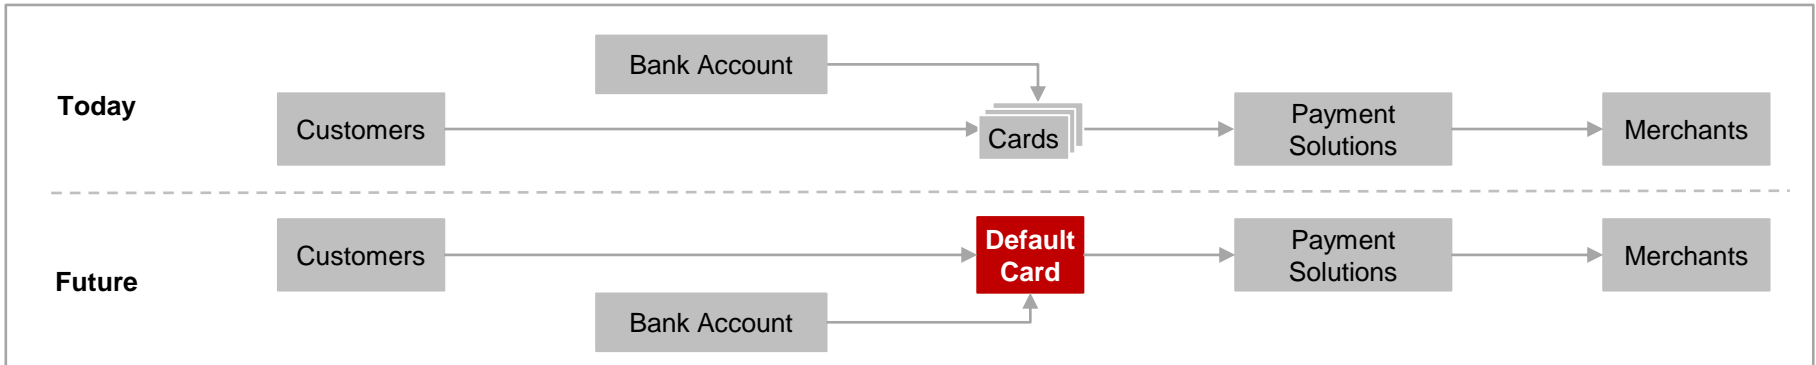 Today
Bank Account
Customers
Cards
Payment
Solutions
Merchants
Future
Customers
Default
Card
Payment
Solutions
Merchants
Bank Account